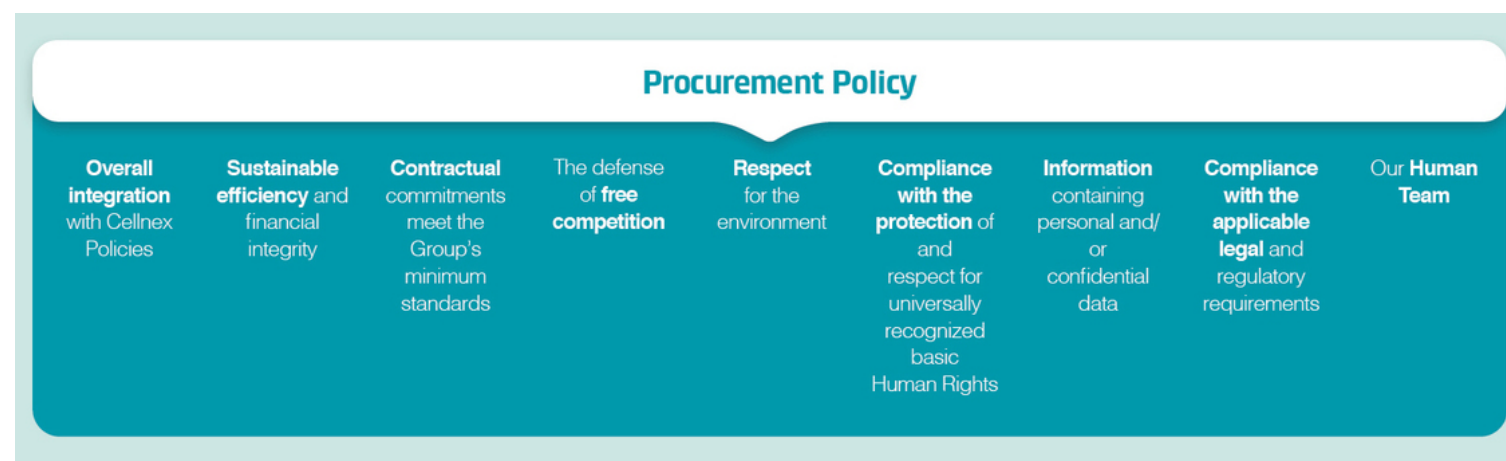 Procurement Policy
Overall
integration
with Cellnex
Policies
Sustainable
efficiency and
financial
integrity
Contractual
commitments
meet the
Group's
minimum
standards
The defense
of free
competition
Respect
for the
environment
Compliance
with the
protection of
and
respect for
universally
recognized
basic
Human Rights
Information
containing
personal and/
or
confidential
data
Compliance
with the
applicable
legal and
regulatory
requirements
Our Human
Team